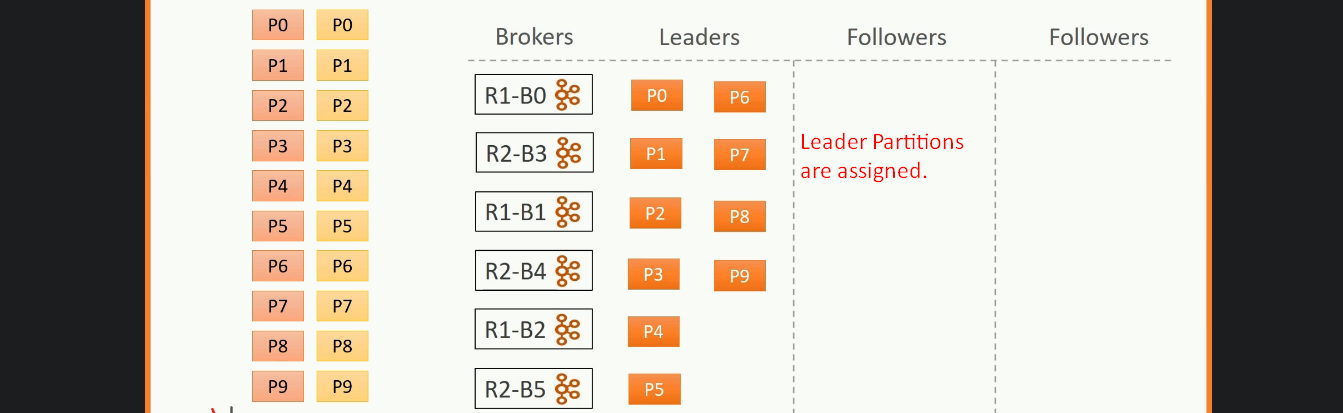 P0 P0
P1 P1
P2 P2
P3 P3
P4 P4
P5 P5
P6 P6
P7 P7
P8 P8
P9 P9
Brokers Leaders Followers Followers
R1-B0 P0 P6
R2-B3 P1 P7
Leader Partitions
are assigned.
R1-B1 P2 P8
R2-B4 P3 P9
R1-B2 P4
R2-B5 P5